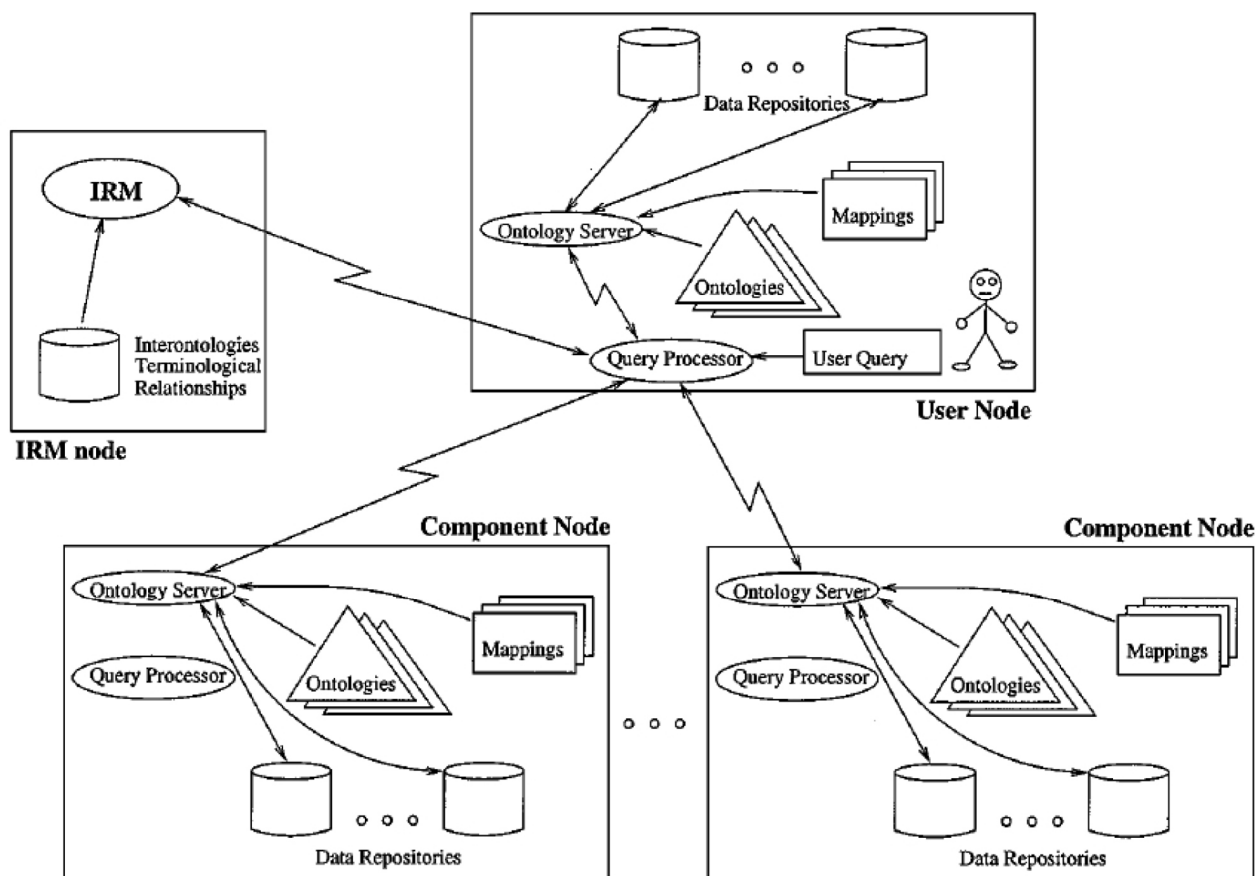 Data Repositories
IRM
Mappings
Ontology Server
Ontologies
Interontologies
Terminological
Relationships
Query Processor
User Query
User Node
IRM node
Component Node
Component Node
Ontology Server
Mappings
Query Processor
Ontologies
Data Repositories
Ontology Server
Mappings
Query Processor
Ontologies
Data Repositories